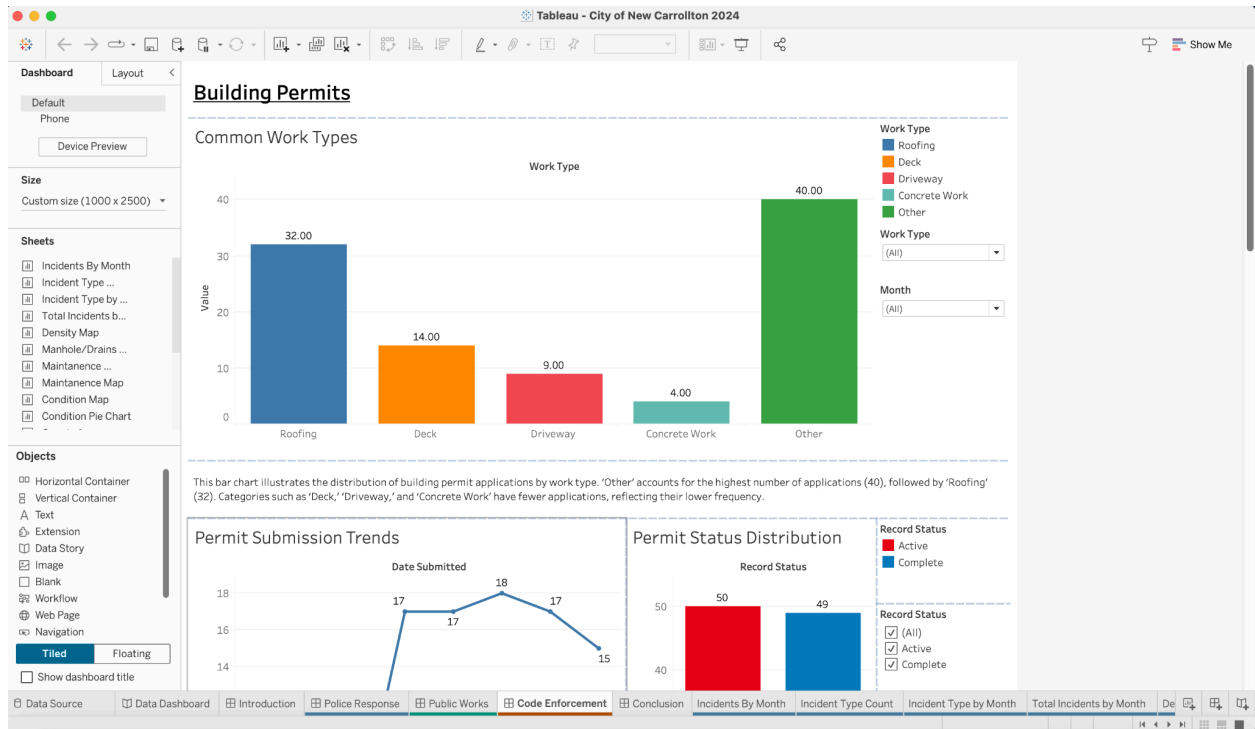 Tableau - City of New Carrollton 2024
Show Me
Dashboard
Layout
Default
Phone
Device Preview
Size
Custom size (1000 x 2500)
Sheets
Incidents By Month
Incident Type ...
Incident Type by ...
Total Incidents b...
Density Map
Manhole/Drains ...
Maintanence ...
Maintanence Map
Condition Map
Condition Pie Chart
Objects
Horizontal Container
Vertical Container
A Text
Extension
Data Story
Image
Blank
Workflow
Web Page
Navigation
Tiled
Floating
Show dashboard title
Building Permits
Common Work Types
Work Type
40
30
20
10
0
Value
32.00
14.00
9.00
4.00
40.00
Roofing
Deck
Driveway
Concrete Work
Other
Work Type
Roofing
Deck
Driveway
Concrete Work
Other
Work Type
(All)
Month
(All)
This bar chart illustrates the distribution of building permit applications by work type. 'Other' accounts for the highest number of applications (40), followed by 'Roofing'
(32). Categories such as 'Deck,' 'Driveway,' and 'Concrete Work' have fewer applications, reflecting their lower frequency.
Permit Submission Trends
Date Submitted
18
16
14
17
17
18
17
15
Permit Status Distribution
Record Status
50
40
50
49
Record Status
Active
Complete
Record Status
(All)
Active
Complete
Data Source
Data Dashboard
Introduction
Police Response
Public Works
Code Enforcement
Conclusion
Incidents By Month
Incident Type Count
Incident Type by Month
Total Incidents by Month
De